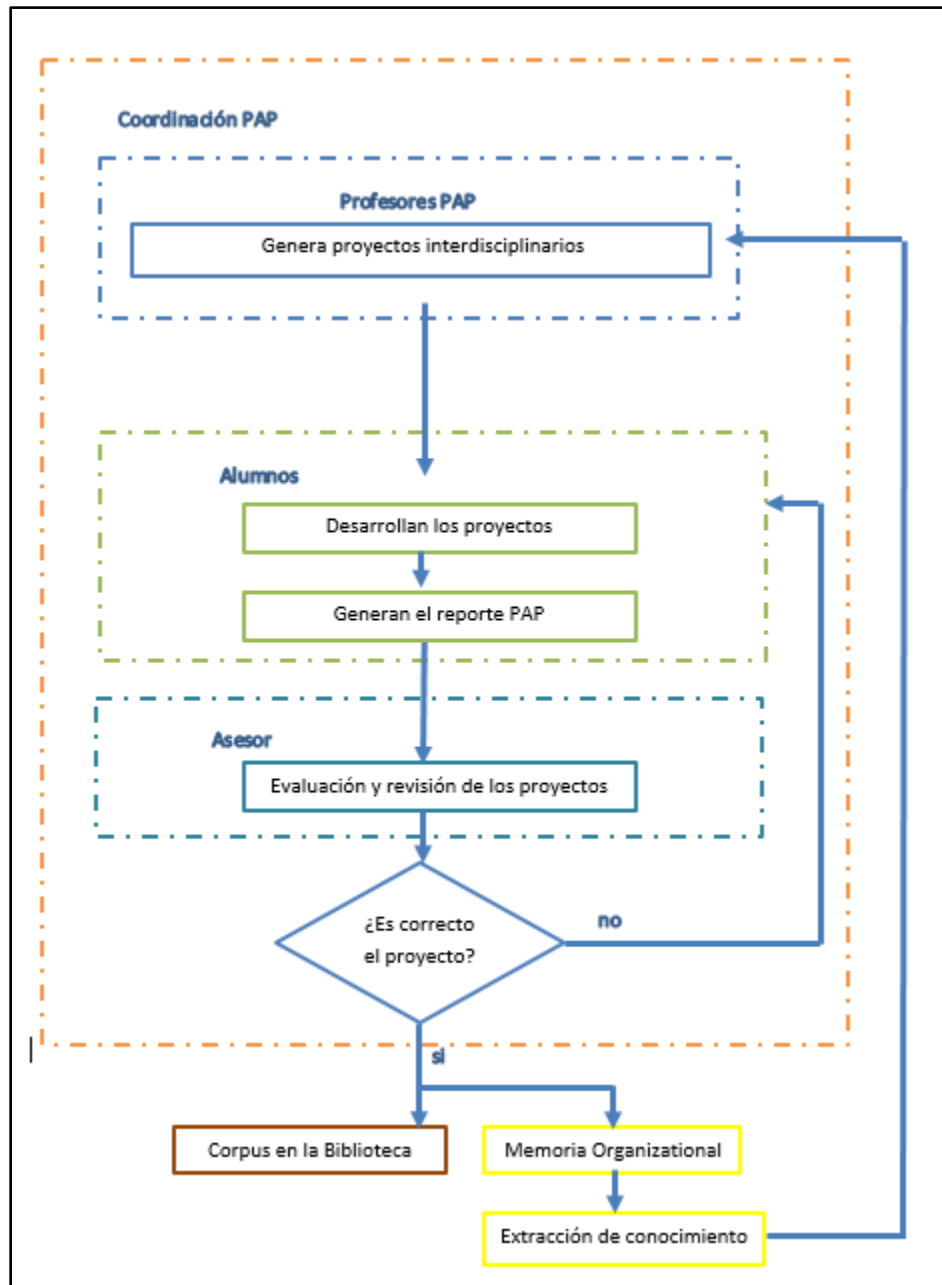 Coordinación PAP
Profesores PAP
Genera proyectos interdisciplinarios
Alumnos
Desarrollan los proyectos
Generan el reporte PAP
Asesor
Evaluación y revisión de los proyectos
¿Es correcto
el proyecto?
no
si
Corpus en la Biblioteca
Memoria Organizacional
Extracción de conocimiento